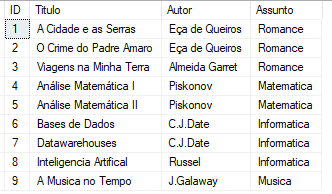 ID Titulo Autor Assunto
1 A Cidade e as Serras Eça de Queiros Romance
2 O Crime do Padre Amaro Eça de Queiros Romance
3 Viagens na Minha Terra Almeida Garret Romance
4 Análise Matemática I Piskonov Matematica
5 Análise Matemática II Piskonov Matematica
6 Bases de Dados C.J.Date Informatica
7 Datawarehouses C.J.Date Informatica
8 Inteligencia Artifical Russel Informatica
9 A Musica no Tempo J.Galaway Musica